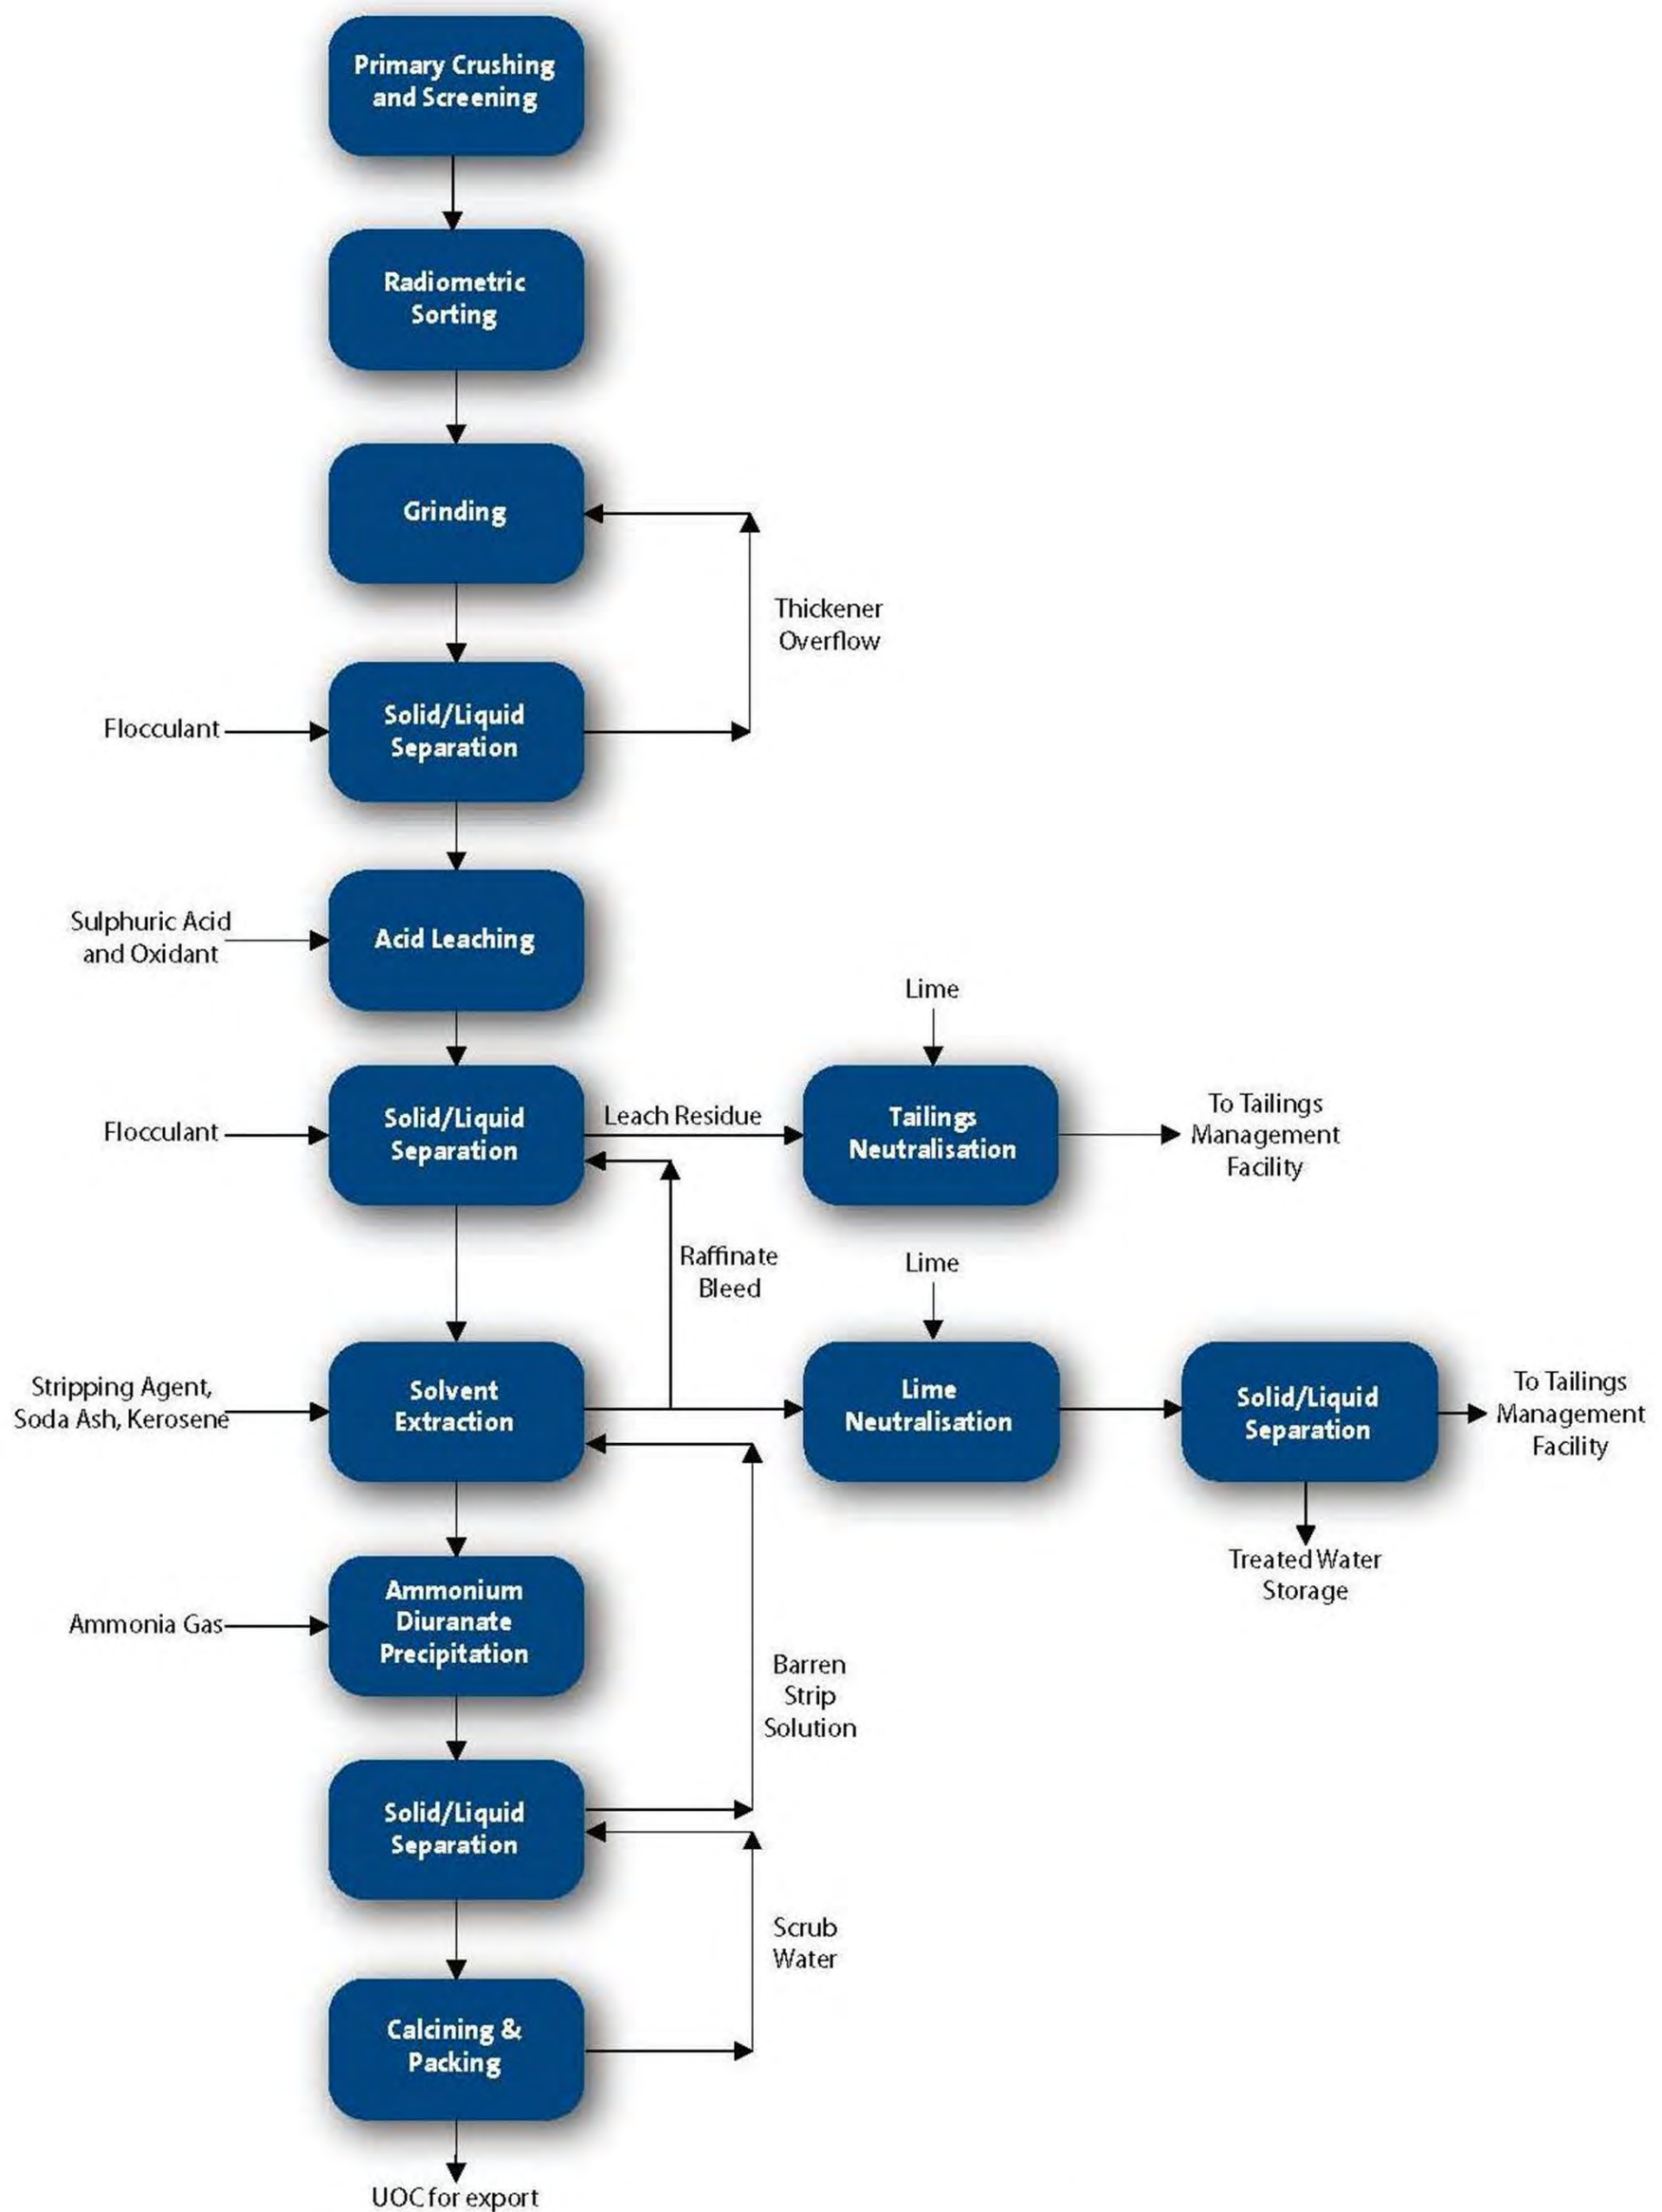 Primary Crushing
and Screening
Radiometric
Sorting
Grinding
Thickener
Overflow
Flocculant
Solid/Liquid
Separation
Sulphuric Acid
and Oxidant
Acid Leaching
Lime
Flocculant
Solid/Liquid
Separation
Leach Residue
Tailings
Neutralisation
To Tailings
Management
Facility
Raffinate
Bleed
Lime
Stripping Agent,
Soda Ash, Kerosene
Solvent
Extraction
Lime
Neutralisation
Solid/Liquid
Separation
To Tailings
Management
Facility
Treated Water
Storage
Ammonia Gas
Ammonium
Diuranate
Precipitation
Barren
Strip
Solution
Solid/Liquid
Separation
Scrub
Water
Calcining &
Packing
UOC for export